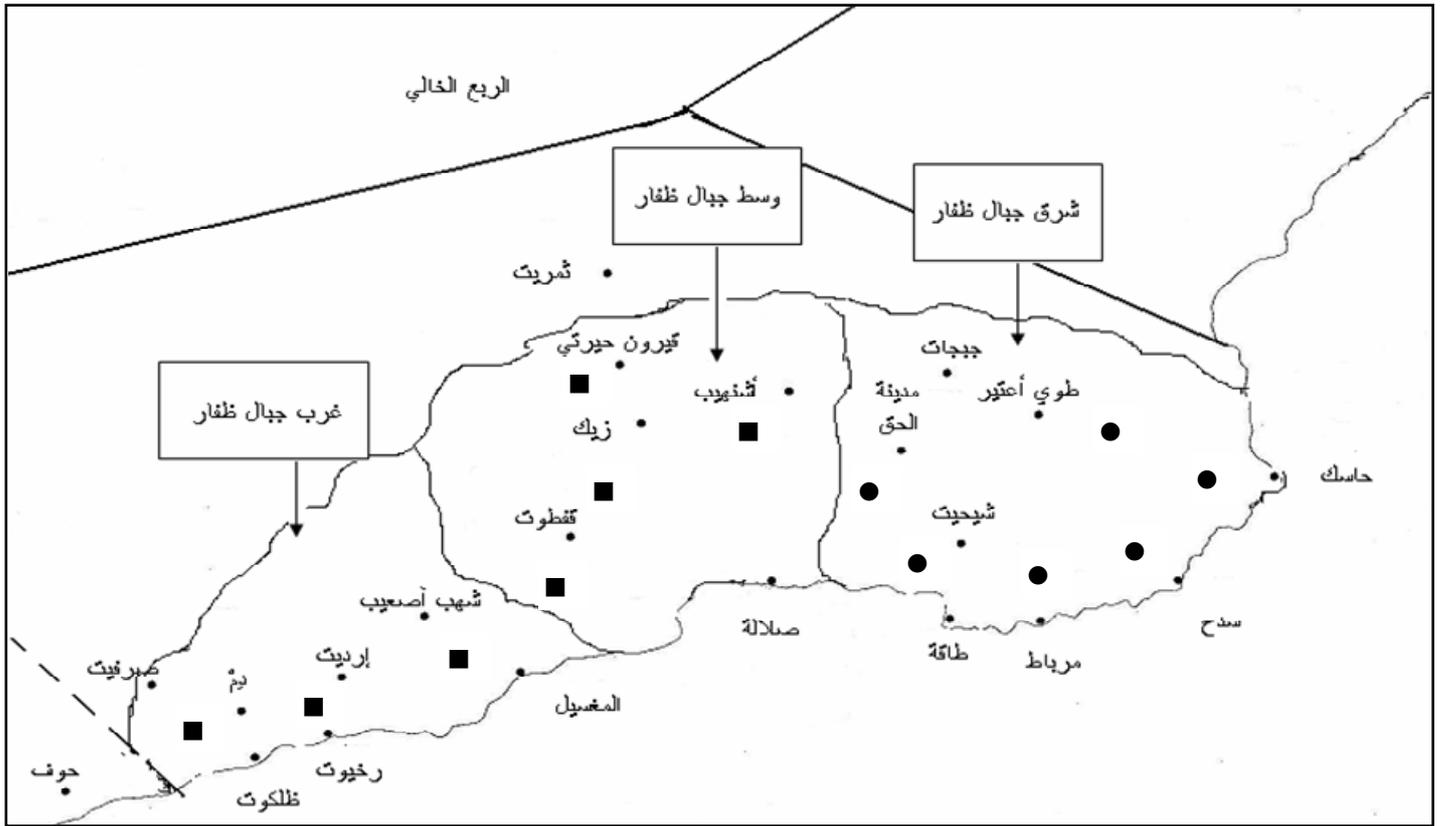 الربع الخالي
وسط جبال ظفار
شرق جبال ظفار
ثمريت
قيرون حيرتي
جبجات
غرب جبال ظفار
أشنهيب
مدينة
الحق
طوي أعتير
زيك
حاسك
قفطوت
شيحيت
شهب أصعيب
صلالة
طاقة
مرباط
سدح
صرفيت
دِمْ
إرديت
المغسيل
حوف
ظلكوت
رخيوت